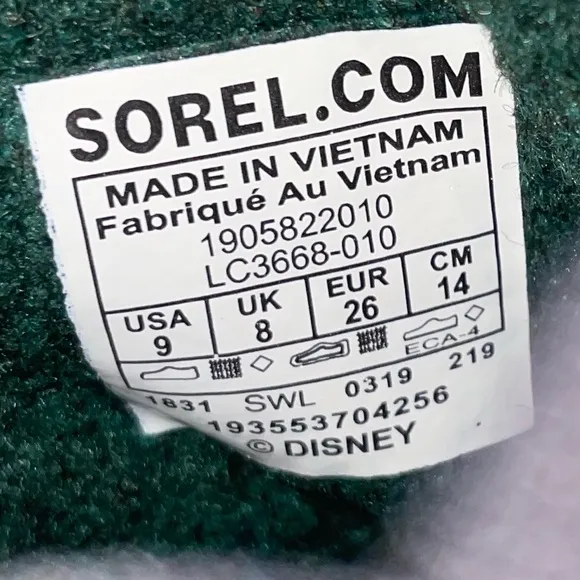 SOREL.COM
MADE IN VIETNAM
Fabriqué Au Vietnam
1905822010
LC3668-010
USA UK EUR CM
9 8 26 14
ECA-4
1831 SWL 0319 219
193553704256
© DISNEY